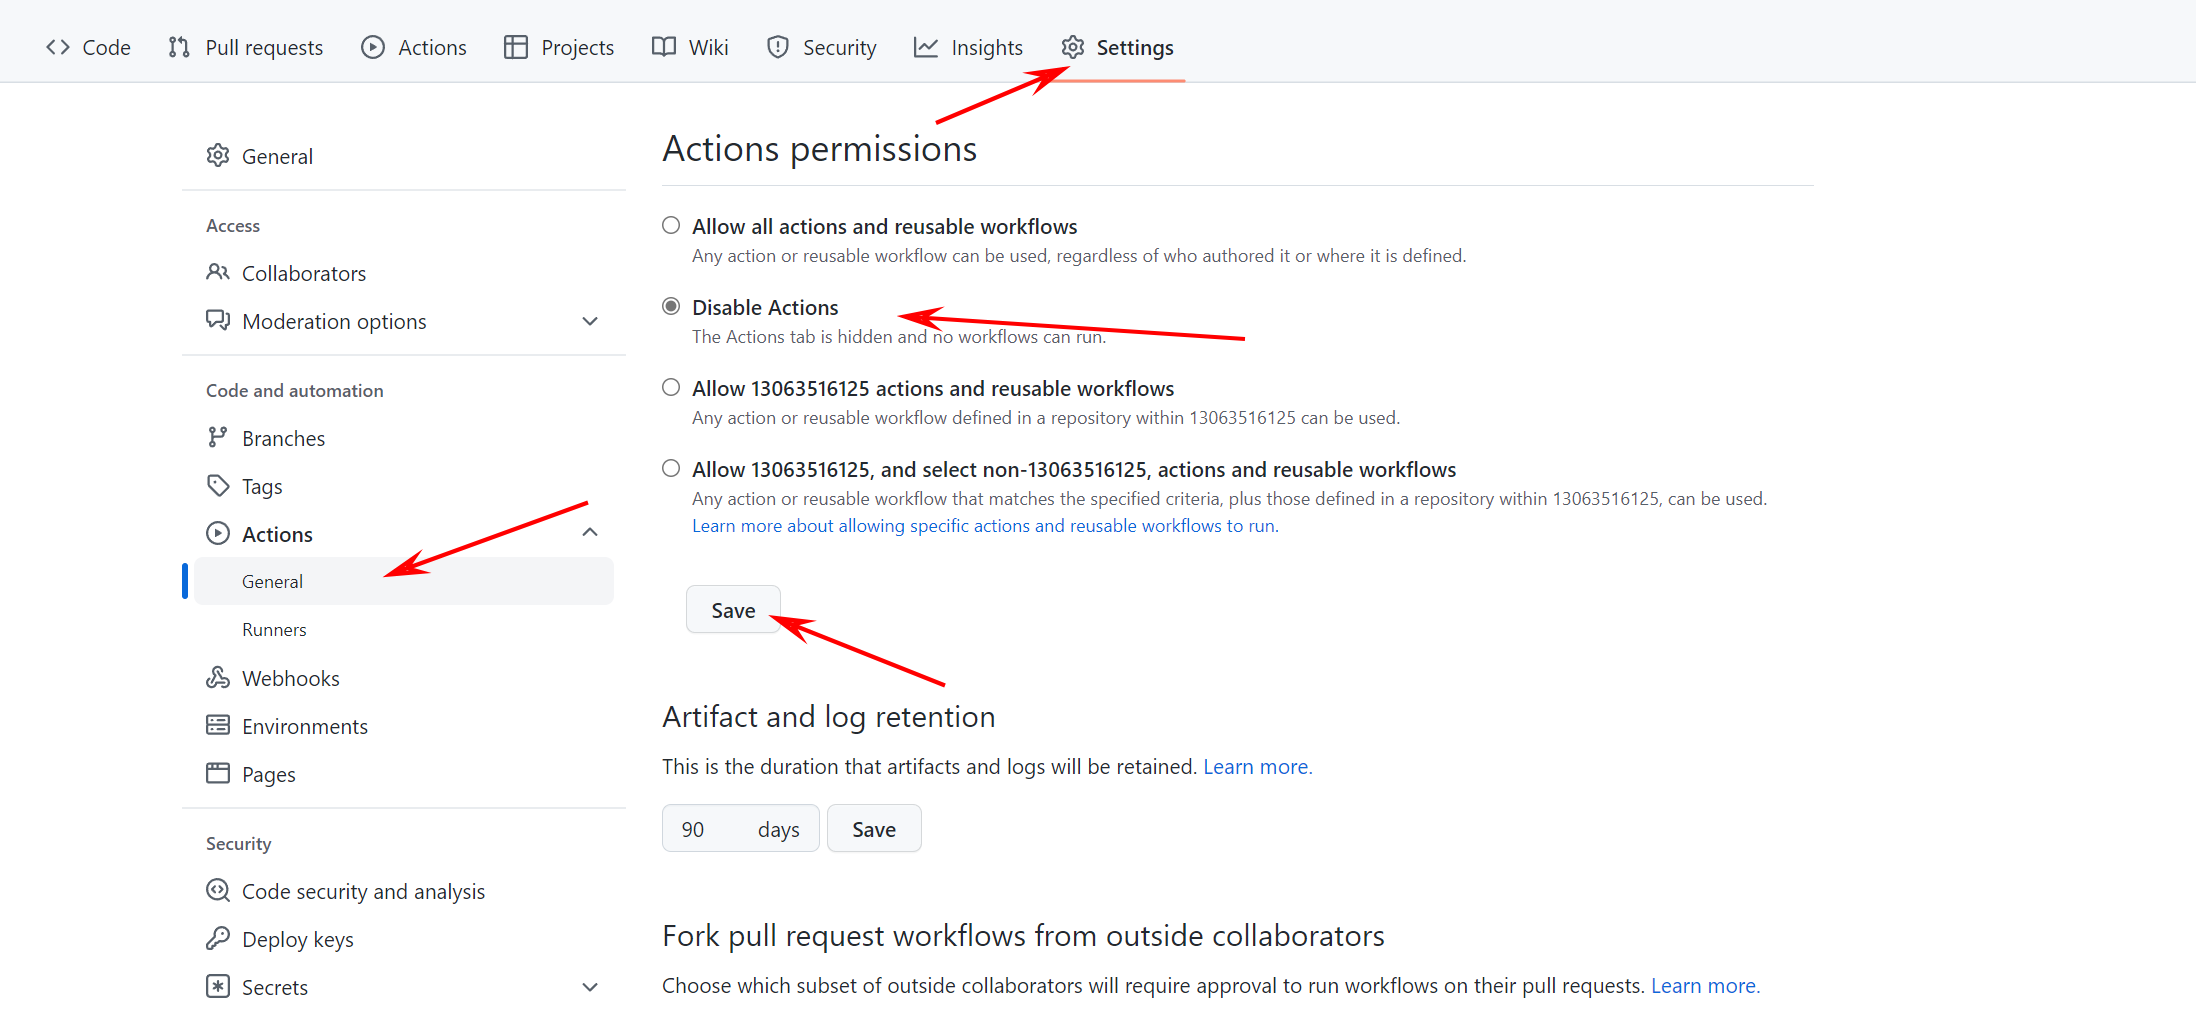 Code Pull requests Actions Projects Wiki Security Insights Settings
General
Access
Collaborators
Moderation options
Code and automation
Branches
Tags
Actions
General
Runners
Webhooks
Environments
Pages
Security
Code security and analysis
Deploy keys
Secrets
Actions permissions
Allow all actions and reusable workflows
Any action or reusable workflow can be used, regardless of who authored it or where it is defined.
Disable Actions
The Actions tab is hidden and no workflows can run.
Allow 13063516125 actions and reusable workflows
Any action or reusable workflow defined in a repository within 13063516125 can be used.
Allow 13063516125, and select non-13063516125, actions and reusable workflows
Any action or reusable workflow that matches the specified criteria, plus those defined in a repository within 13063516125, can be used.
Learn more about allowing specific actions and reusable workflows to run.
Save
Artifact and log retention
This is the duration that artifacts and logs will be retained. Learn more.
90 days Save
Fork pull request workflows from outside collaborators
Choose which subset of outside collaborators will require approval to run workflows on their pull requests. Learn more.